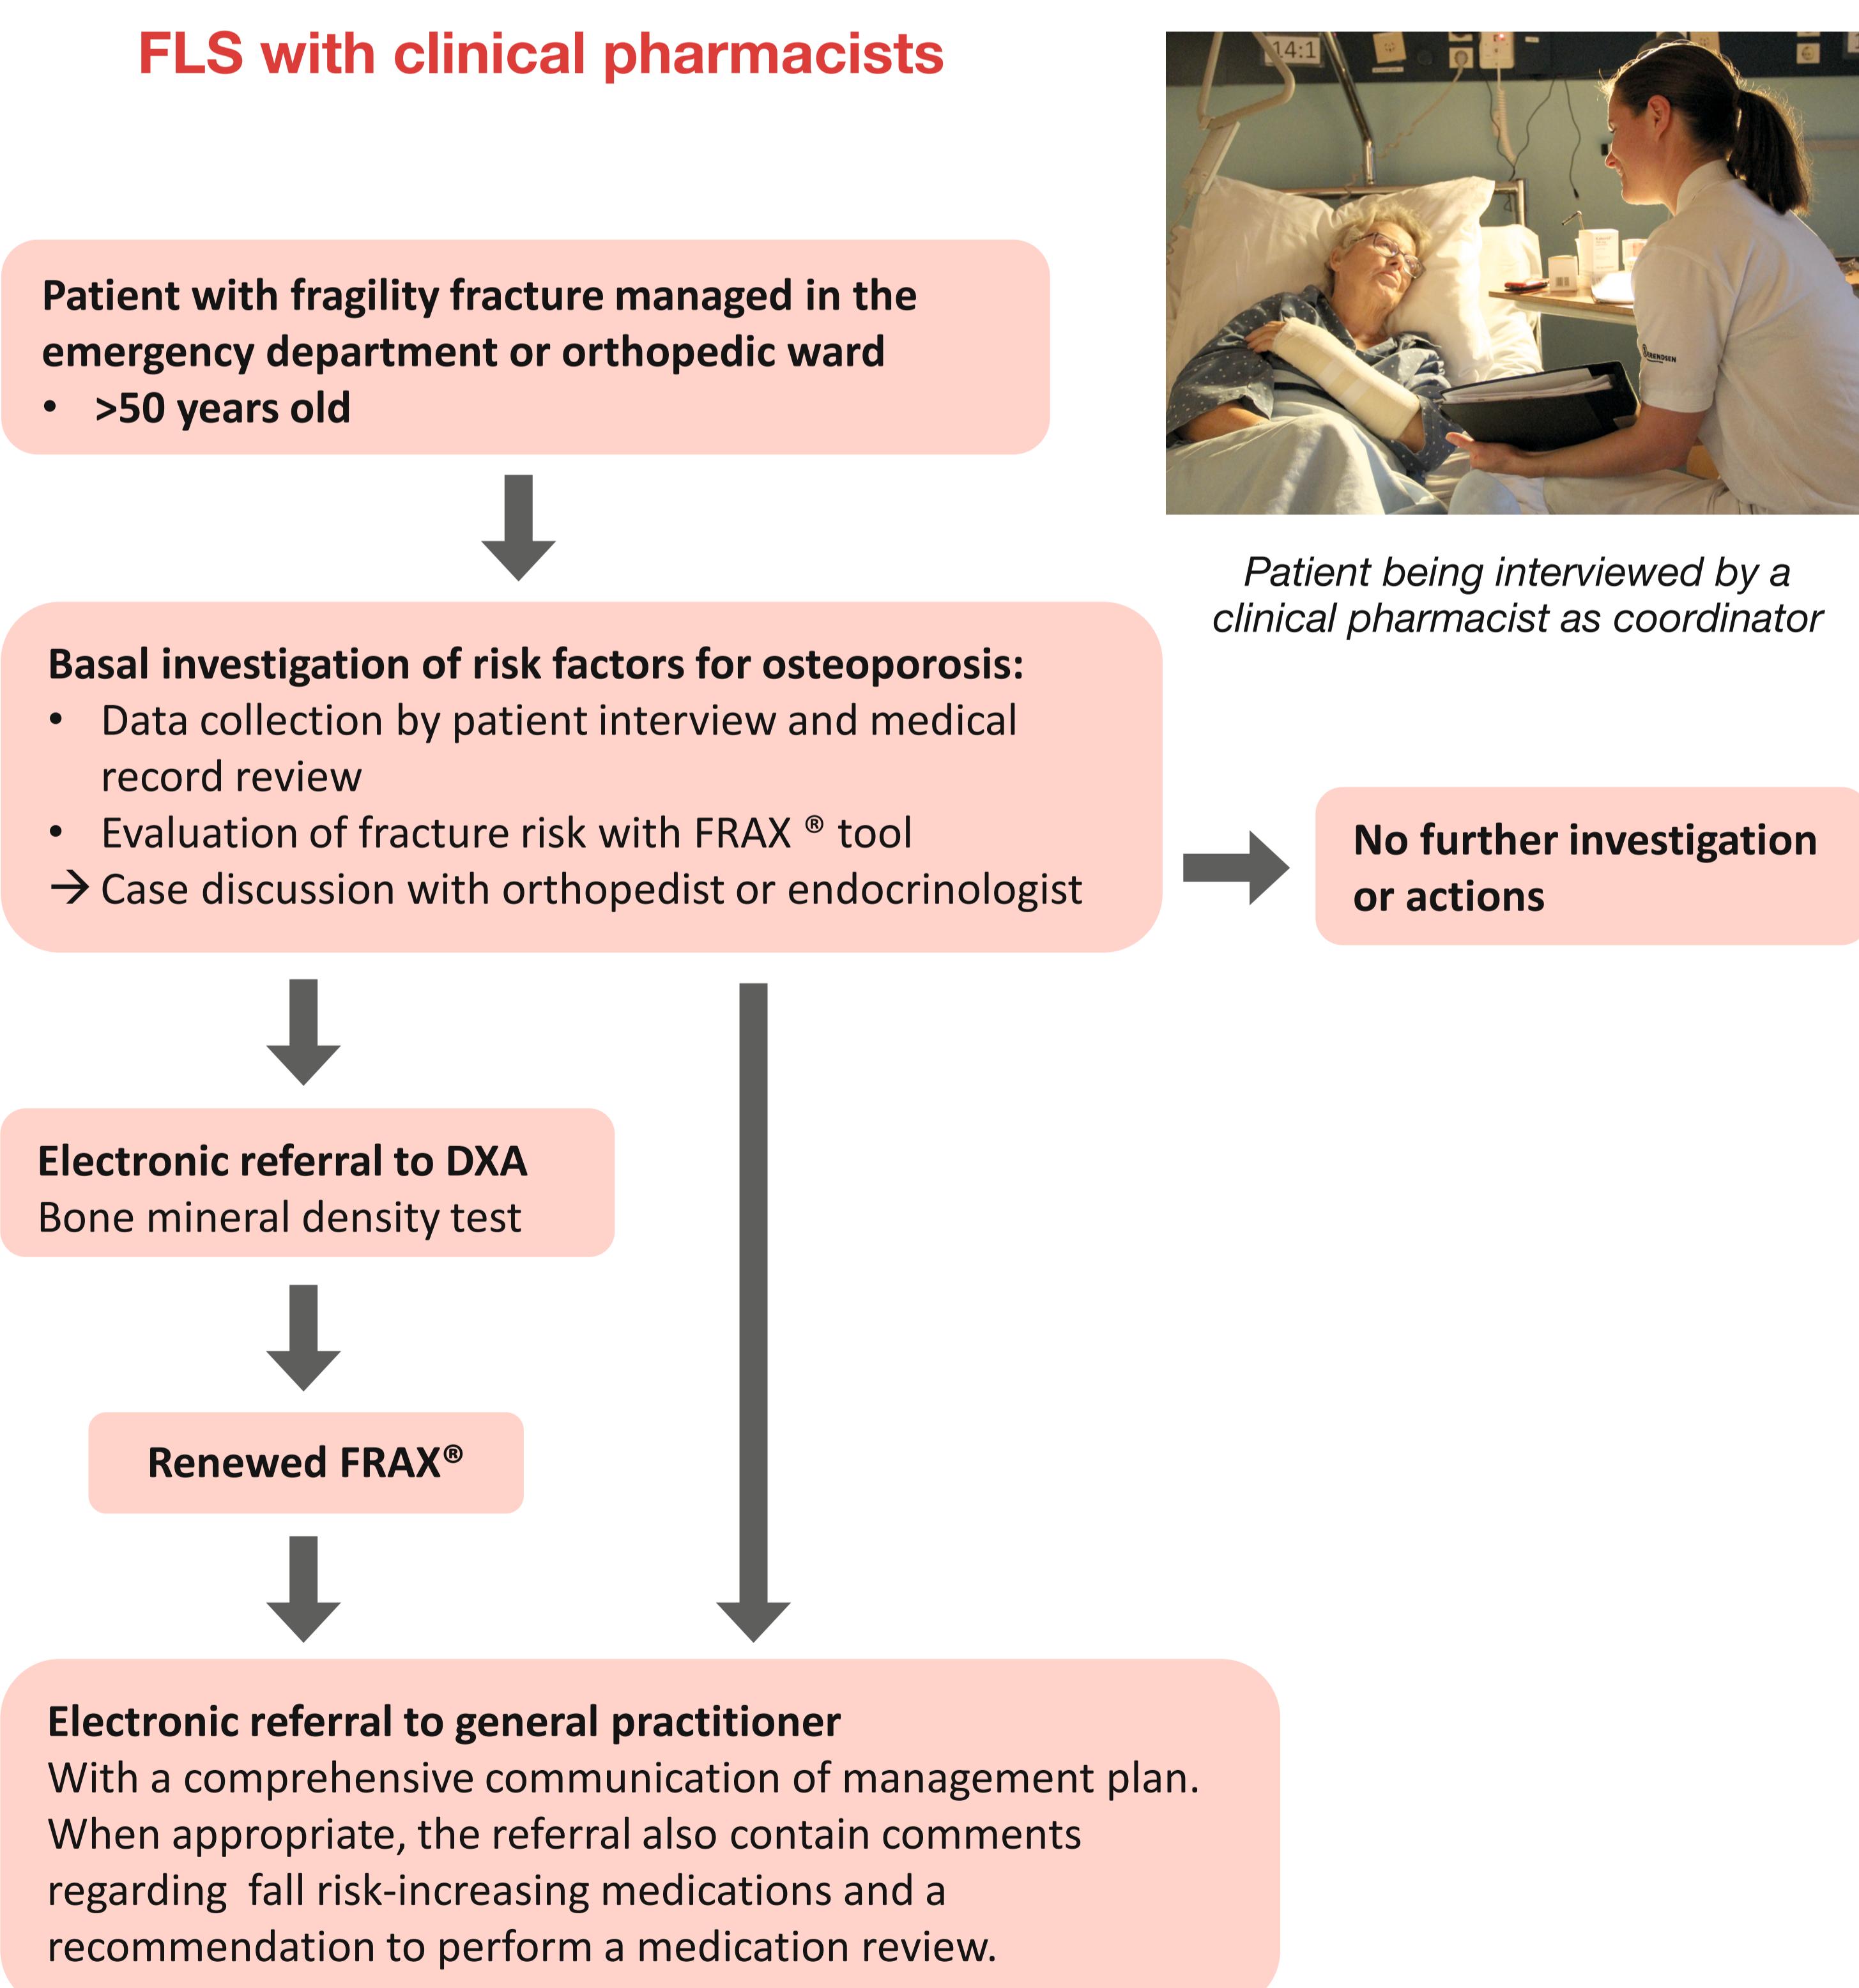 FLS with clinical pharmacists
14:1
Patient with fragility fracture managed in the
emergency department or orthopedic ward
• >50 years old
Patient being interviewed by a
clinical pharmacist as coordinator
Basal investigation of risk factors for osteoporosis:
• Data collection by patient interview and medical
record review
• Evaluation of fracture risk with FRAX ® tool
→ Case discussion with orthopedist or endocrinologist
No further investigation
or actions
Electronic referral to DXA
Bone mineral density test
Renewed FRAX®
Electronic referral to general practitioner
With a comprehensive communication of management plan.
When appropriate, the referral also contain comments
regarding fall risk-increasing medications and a
recommendation to perform a medication review.